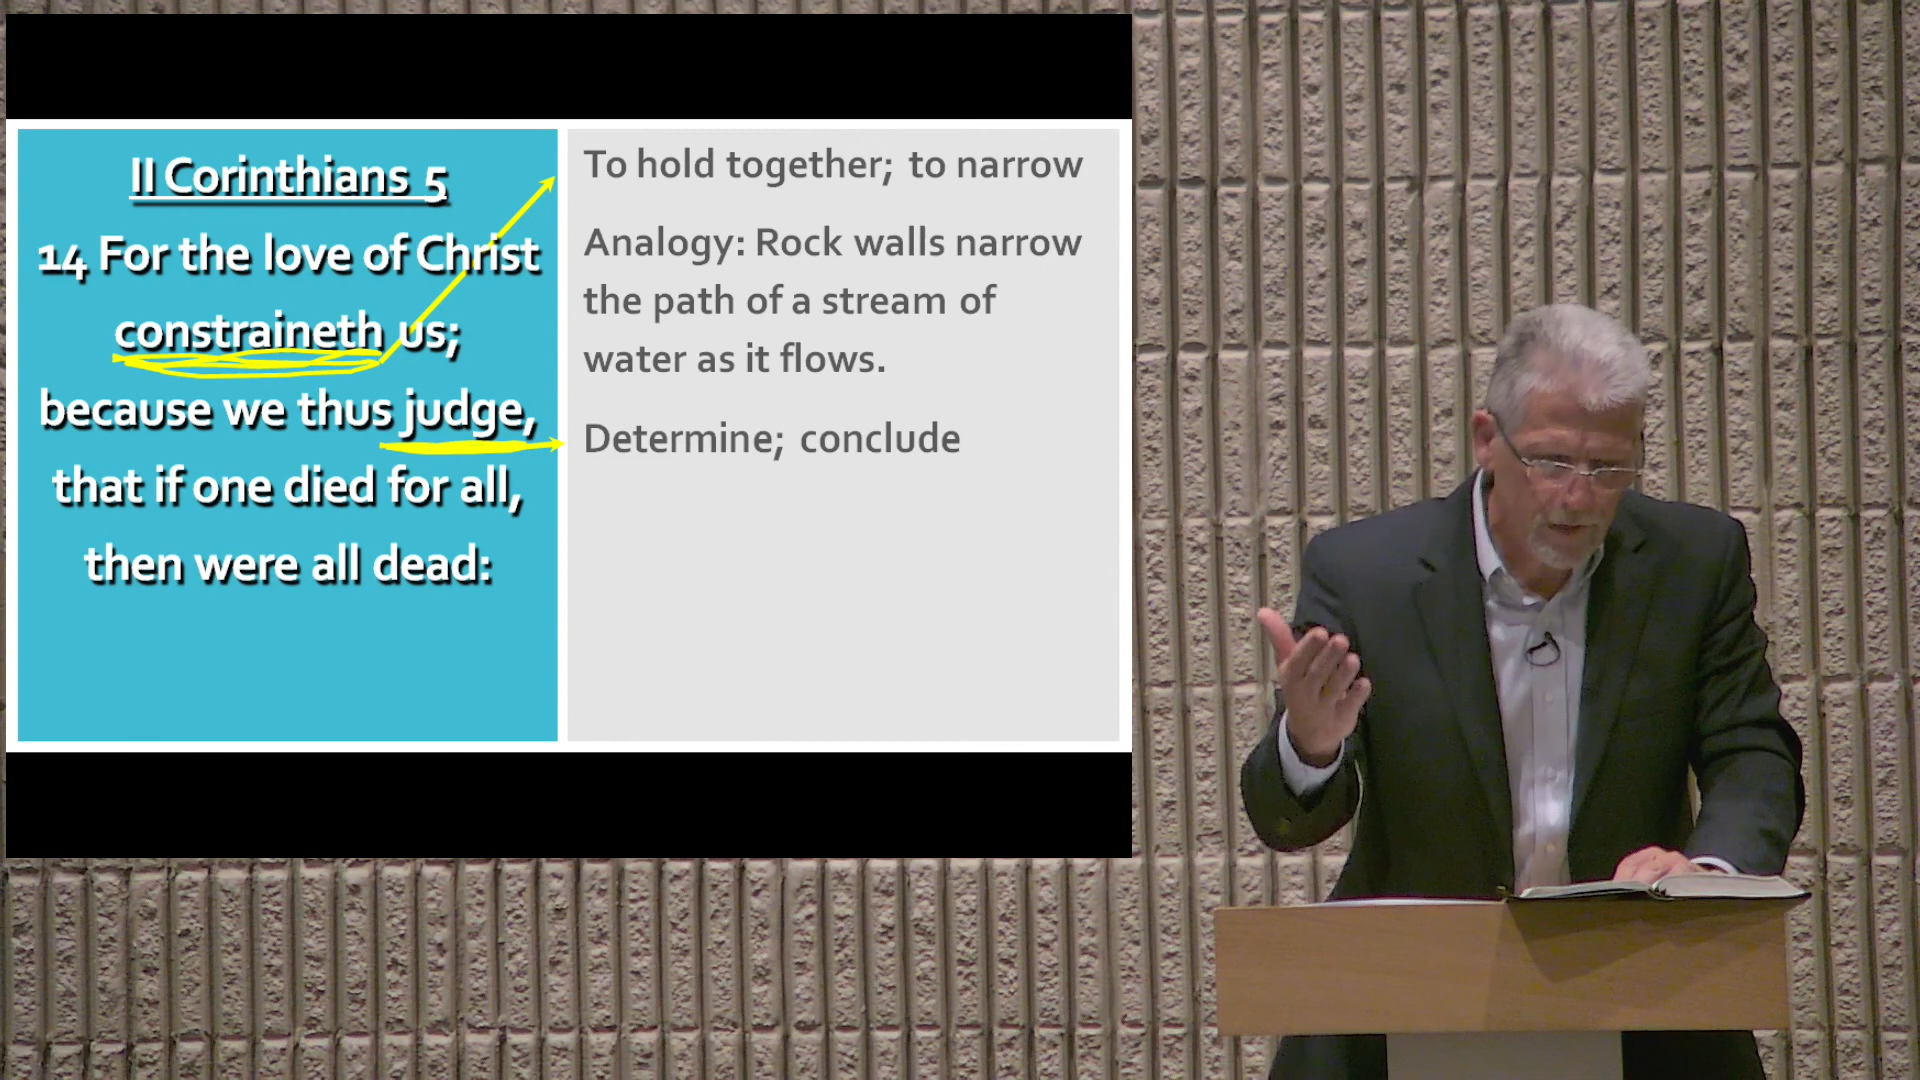 II Corinthians 5
14 For the love of Christ
constraineth us;
because we thus judge,
that if one died for all,
then were all dead:
To hold together; to narrow
Analogy: Rock walls narrow
the path of a stream of
water as it flows.
Determine; conclude